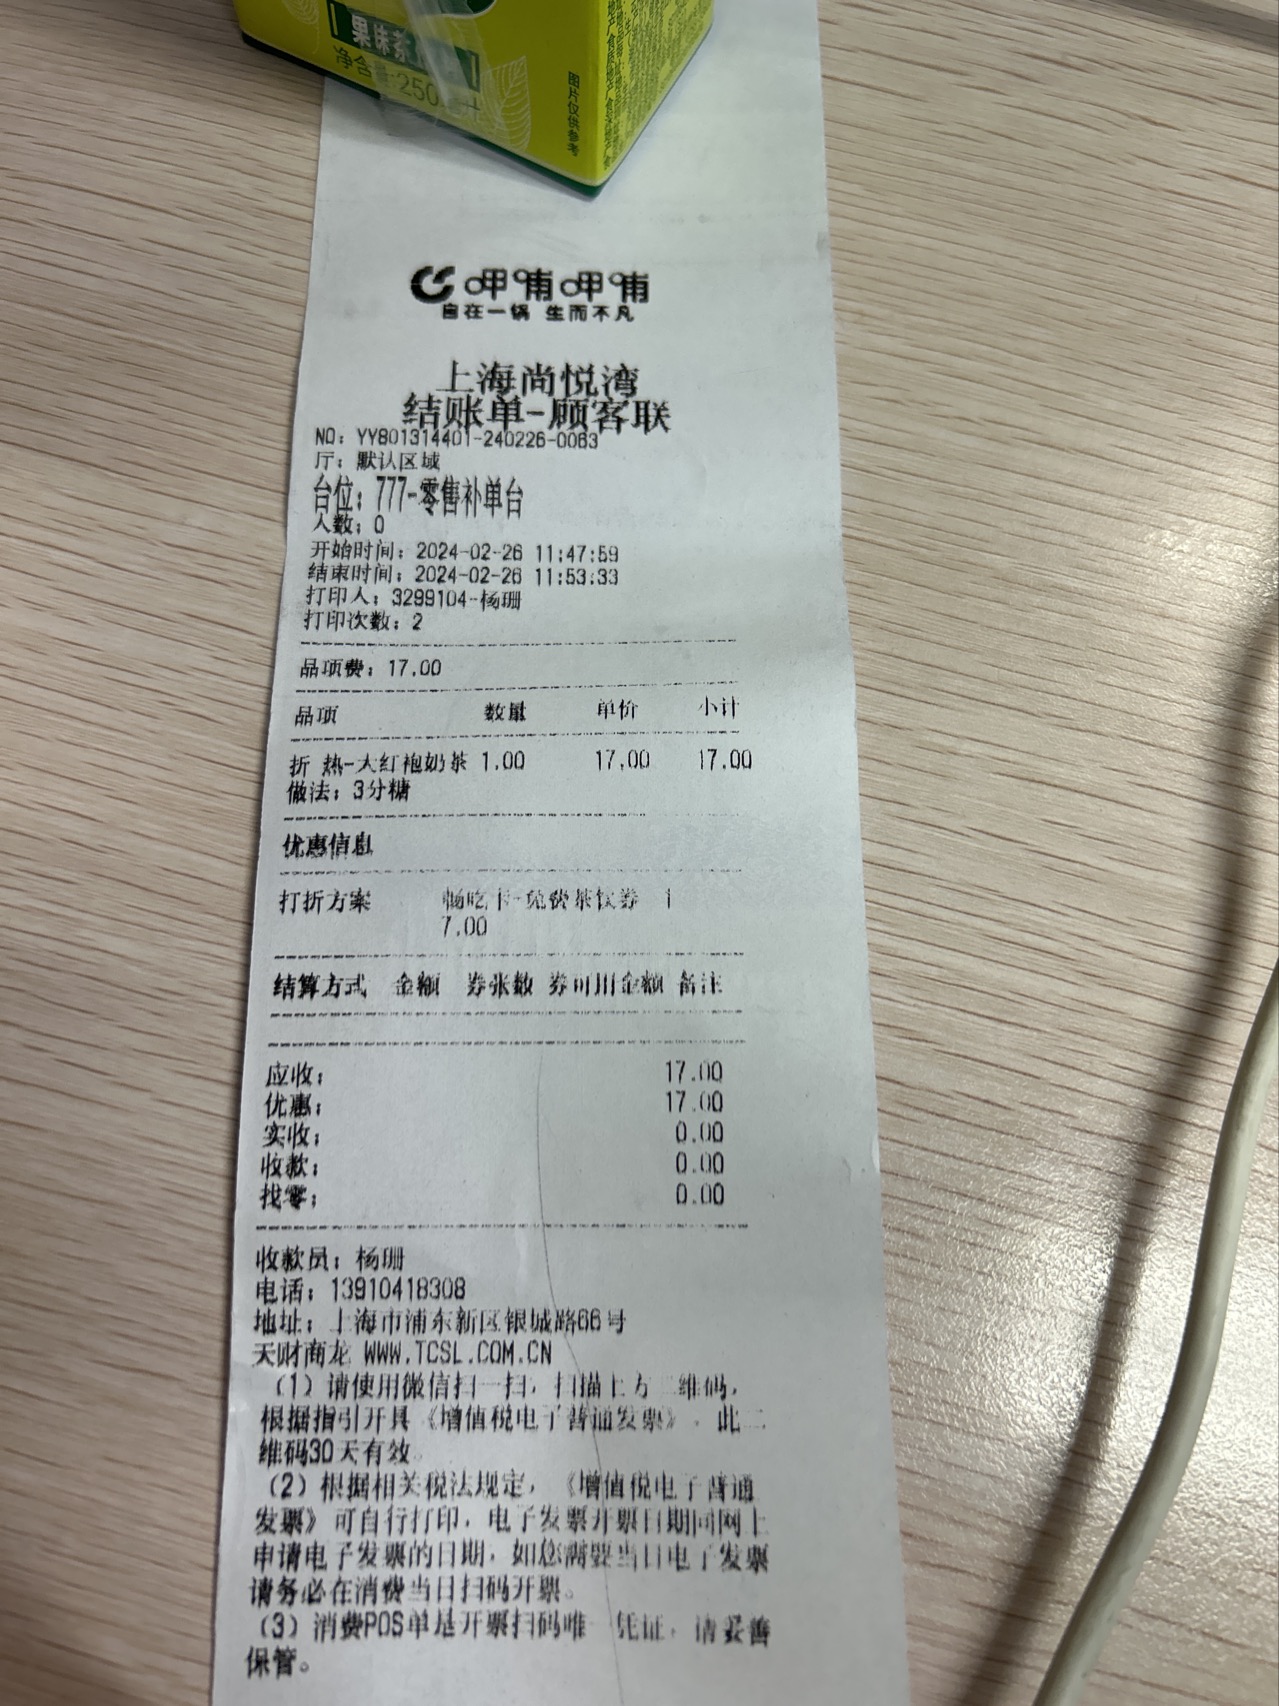 果味茶
净含量:250
图片仅供参考
呷哺呷哺
自在一锅 生而不凡
上海尚悦湾
结账单-顾客联
NO: YY801314401-240226-0063
厅: 默认区域
台位: 777-零售补单台
人数: 0
开始时间: 2024-02-26 11:47:59
结束时间: 2024-02-26 11:53:33
打印人: 3299104-杨珊
打印次数: 2
品项费: 17.00
品项 数量 单价 小计
折 热-大红袍奶茶 1.00 17.00 17.00
做法: 3分糖
优惠信息
打折方案 畅吃卡-免费茶饮券 1
7.00
结算方式 金额 券张数 券可用金额 备注
应收: 17.00
优惠: 17.00
实收: 0.00
收款: 0.00
找零: 0.00
收款员: 杨珊
电话: 13910418308
地址: 上海市浦东新区银城路66号
天财商龙 WWW.TCSL.COM.CN
(1)请使用微信扫一扫, 扫描上方二维码,
根据指引开具《增值税电子普通发票》, 此二
维码30天有效。
(2)根据相关税法规定, 《增值税电子普通
发票》可自行打印, 电子发票开票日期同网上
申请电子发票的日期, 如您需要当日电子发票
请务必在消费当日扫码开票。
(3)消费POS单是开票扫码唯一凭证, 请妥善
保管。